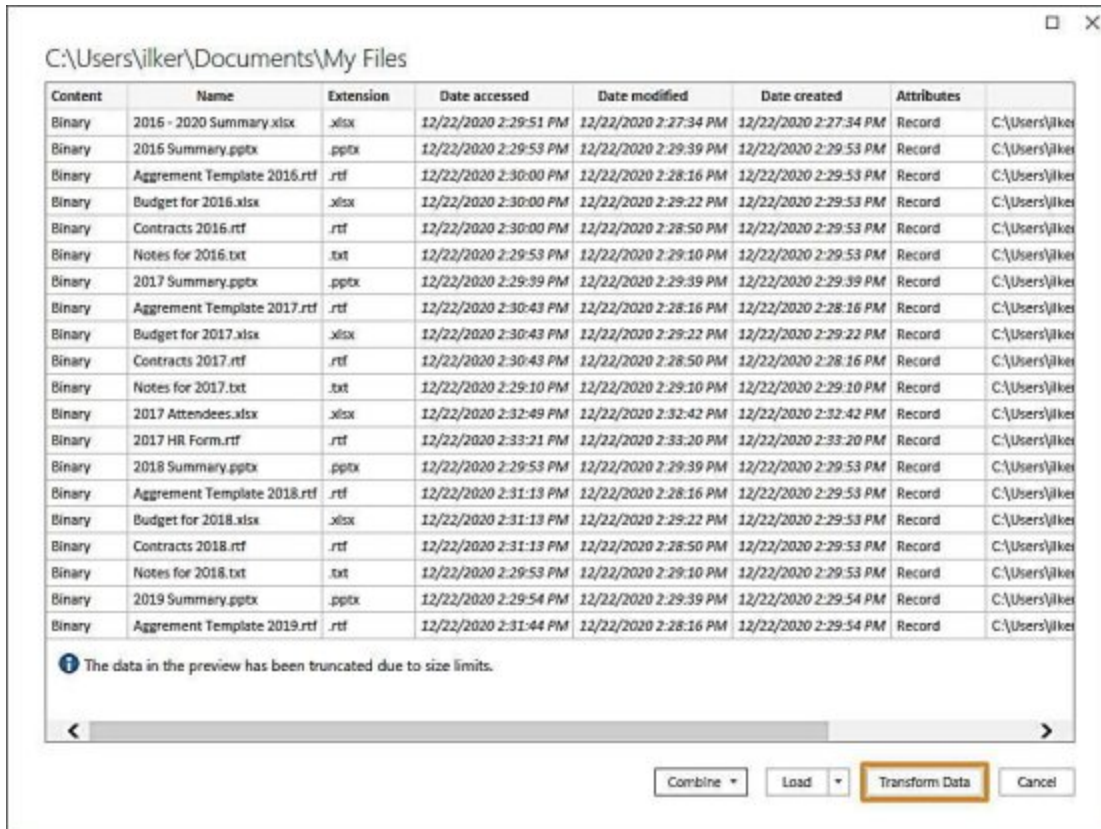 C:\Users\ilker\Documents\My Files
Content Name Extension Date accessed Date modified Date created Attributes
Binary 2016 - 2020 Summary.xlsx .xlsx 12/22/2020 2:29:51 PM 12/22/2020 2:27:34 PM 12/22/2020 2:27:34 PM Record C:\Users\ilker
Binary 2016 Summary.pptx .pptx 12/22/2020 2:29:53 PM 12/22/2020 2:29:39 PM 12/22/2020 2:29:53 PM Record C:\Users\ilker
Binary Aggrement Template 2016.rtf .rtf 12/22/2020 2:30:00 PM 12/22/2020 2:28:16 PM 12/22/2020 2:29:53 PM Record C:\Users\ilker
Binary Budget for 2016.xlsx .xlsx 12/22/2020 2:30:00 PM 12/22/2020 2:29:22 PM 12/22/2020 2:29:53 PM Record C:\Users\ilker
Binary Contracts 2016.rtf .rtf 12/22/2020 2:30:00 PM 12/22/2020 2:28:50 PM 12/22/2020 2:29:53 PM Record C:\Users\ilker
Binary Notes for 2016.txt .txt 12/22/2020 2:29:53 PM 12/22/2020 2:29:10 PM 12/22/2020 2:29:53 PM Record C:\Users\ilker
Binary 2017 Summary.pptx .pptx 12/22/2020 2:29:39 PM 12/22/2020 2:29:39 PM 12/22/2020 2:29:39 PM Record C:\Users\ilker
Binary Aggrement Template 2017.rtf .rtf 12/22/2020 2:30:43 PM 12/22/2020 2:28:16 PM 12/22/2020 2:28:16 PM Record C:\Users\ilker
Binary Budget for 2017.xlsx .xlsx 12/22/2020 2:30:43 PM 12/22/2020 2:29:22 PM 12/22/2020 2:29:22 PM Record C:\Users\ilker
Binary Contracts 2017.rtf .rtf 12/22/2020 2:30:43 PM 12/22/2020 2:28:50 PM 12/22/2020 2:28:16 PM Record C:\Users\ilker
Binary Notes for 2017.txt .txt 12/22/2020 2:29:10 PM 12/22/2020 2:29:10 PM 12/22/2020 2:29:10 PM Record C:\Users\ilker
Binary 2017 Attendees.xlsx .xlsx 12/22/2020 2:32:49 PM 12/22/2020 2:32:42 PM 12/22/2020 2:32:42 PM Record C:\Users\ilker
Binary 2017 HR Form.rtf .rtf 12/22/2020 2:33:21 PM 12/22/2020 2:33:20 PM 12/22/2020 2:33:20 PM Record C:\Users\ilker
Binary 2018 Summary.pptx .pptx 12/22/2020 2:29:53 PM 12/22/2020 2:29:39 PM 12/22/2020 2:29:53 PM Record C:\Users\ilker
Binary Aggrement Template 2018.rtf .rtf 12/22/2020 2:31:13 PM 12/22/2020 2:28:16 PM 12/22/2020 2:29:53 PM Record C:\Users\ilker
Binary Budget for 2018.xlsx .xlsx 12/22/2020 2:31:13 PM 12/22/2020 2:29:22 PM 12/22/2020 2:29:53 PM Record C:\Users\ilker
Binary Contracts 2018.rtf .rtf 12/22/2020 2:31:13 PM 12/22/2020 2:28:50 PM 12/22/2020 2:29:53 PM Record C:\Users\ilker
Binary Notes for 2018.txt .txt 12/22/2020 2:29:53 PM 12/22/2020 2:29:10 PM 12/22/2020 2:29:53 PM Record C:\Users\ilker
Binary 2019 Summary.pptx .pptx 12/22/2020 2:29:54 PM 12/22/2020 2:29:39 PM 12/22/2020 2:29:54 PM Record C:\Users\ilker
Binary Aggrement Template 2019.rtf .rtf 12/22/2020 2:31:44 PM 12/22/2020 2:28:16 PM 12/22/2020 2:29:54 PM Record C:\Users\ilker
The data in the preview has been truncated due to size limits.
Combine Load Transform Data Cancel